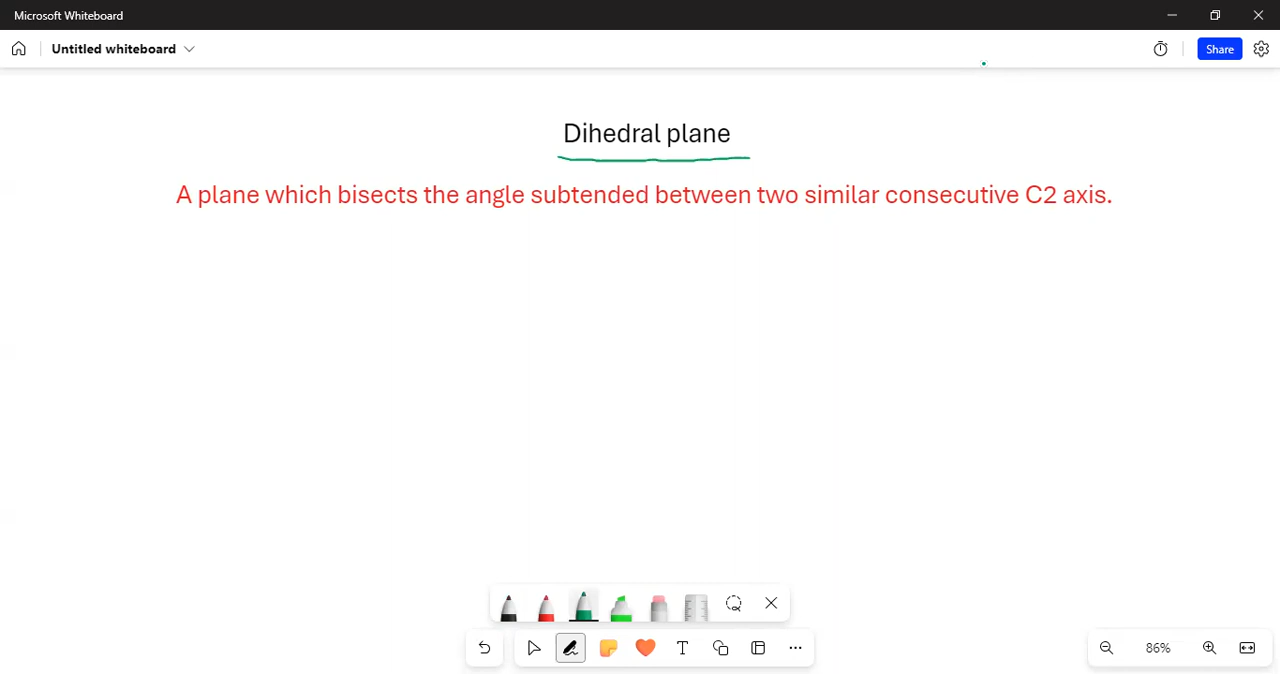 Microsoft Whiteboard
Untitled whiteboard
Share
Dihedral plane
A plane which bisects the angle subtended between two similar consecutive C2 axis.
T
86%